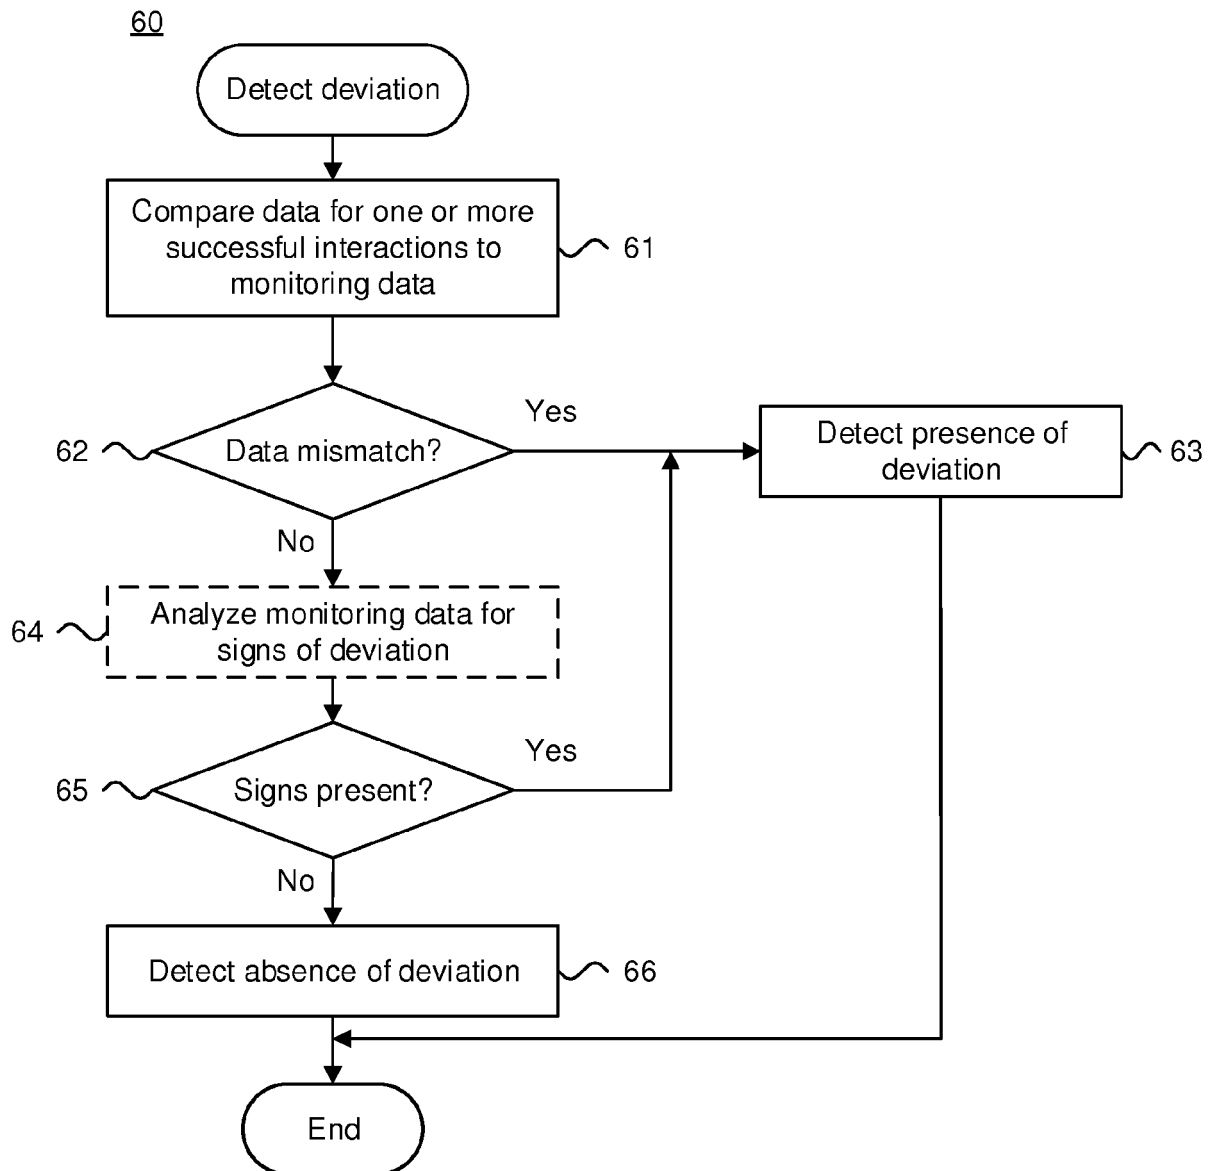 60
Detect deviation
Compare data for one or more
successful interactions to
monitoring data
61
Yes
62
Data mismatch?
Detect presence of
deviation
63
No
64
Analyze monitoring data for
signs of deviation
Yes
65
Signs present?
No
Detect absence of deviation
66
End